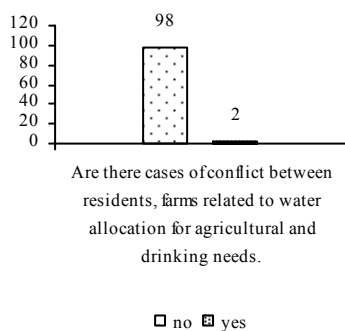 120
100
80
60
40
20
0
98
2
Are there cases of conflict between
residents, farms related to water
allocation for agricultural and
drinking needs.
no yes